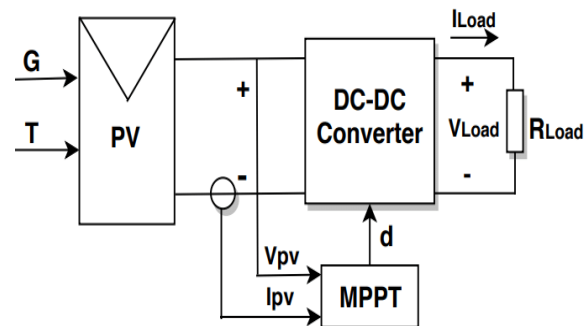 G
T
PV
+
-
DC-DC
Converter
ILoad
+
VLoad
-
RLoad
d
Vpv
Ipv
MPPT